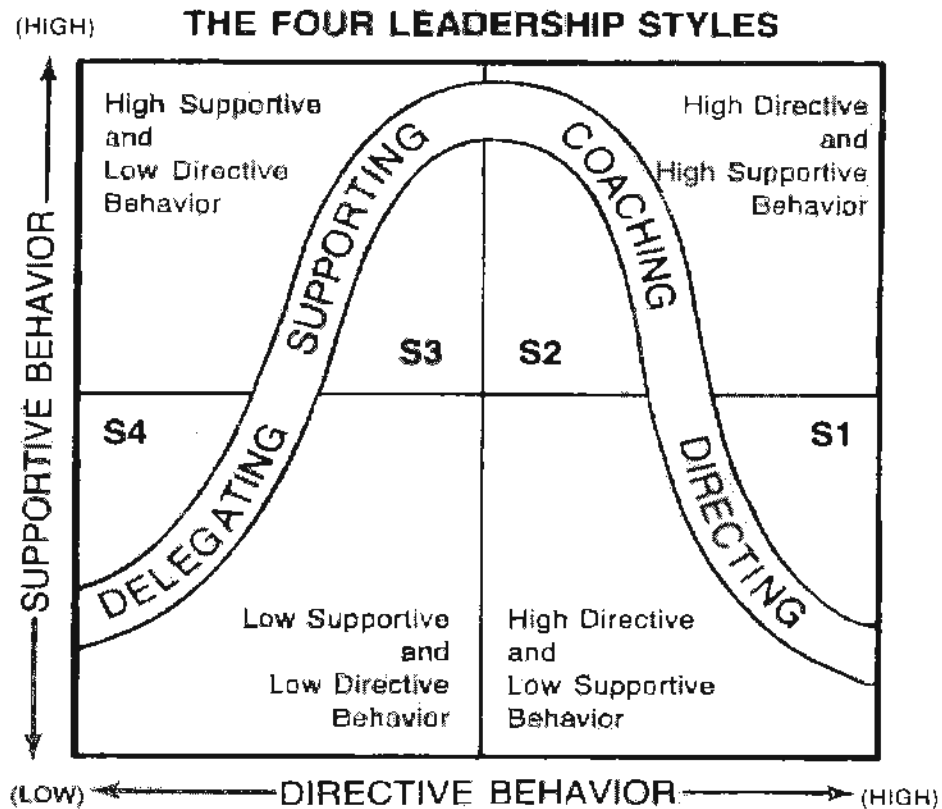 THE FOUR LEADERSHIP STYLES
(HIGH)
SUPPORTIVE BEHAVIOR
High Supportive
and
Low Directive
Behavior
High Directive
and
High Supportive
Behavior
SUPPORTING
COACHING
S3
S2
S4
S1
DELEGATING
DIRECTING
Low Supportive
and
Low Directive
Behavior
High Directive
and
Low Supportive
Behavior
(LOW)
DIRECTIVE BEHAVIOR
(HIGH)